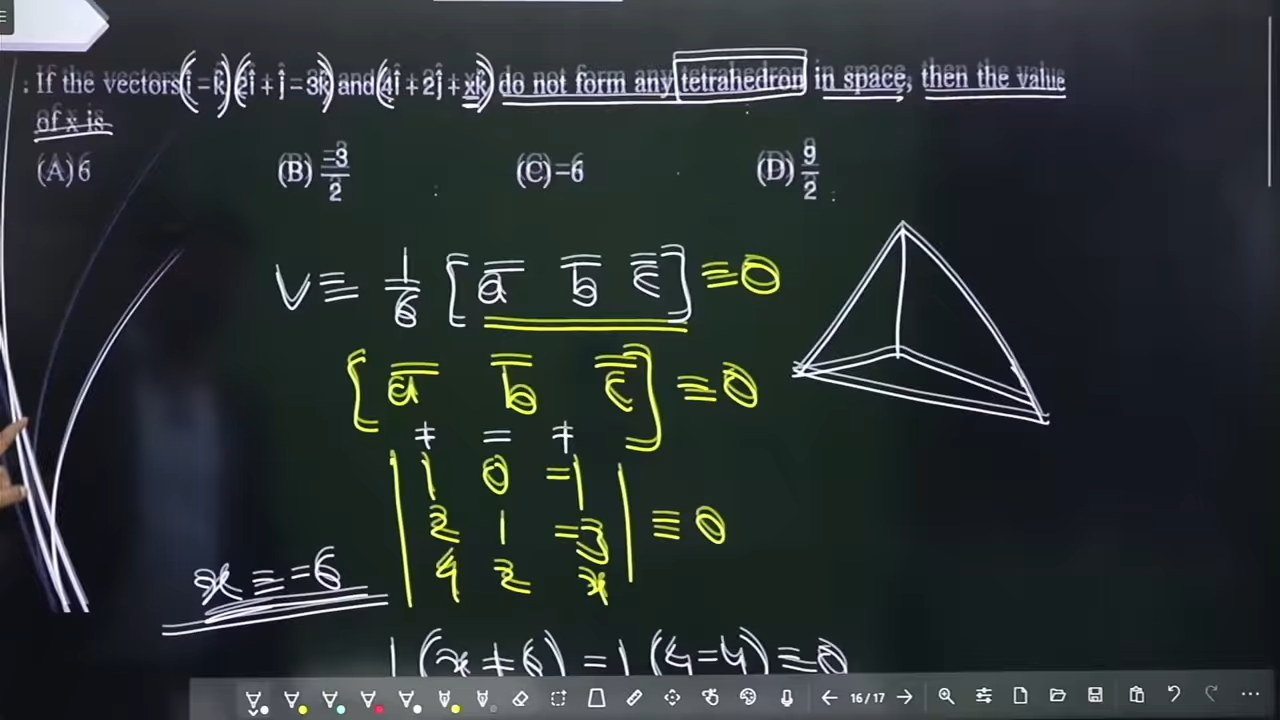 : If the vectors (î – k̂) (2î + ĵ – 3k̂) and (4î + 2ĵ + xk̂) do not form any tetrahedron in space, then the value
of x is
(A) 6 (B) -3/2 (C) –6 (D) 9/2
V = 1/6 [a̅ b̅ c̅] = 0
[a̅ b̅ c̅] = 0
+ – +
| 1 0 –1 |
| 2 1 –3 | = 0
| 4 2 x |
x = –6
1 (x + 6) – 1 (4 – 4) = 0
16 / 17